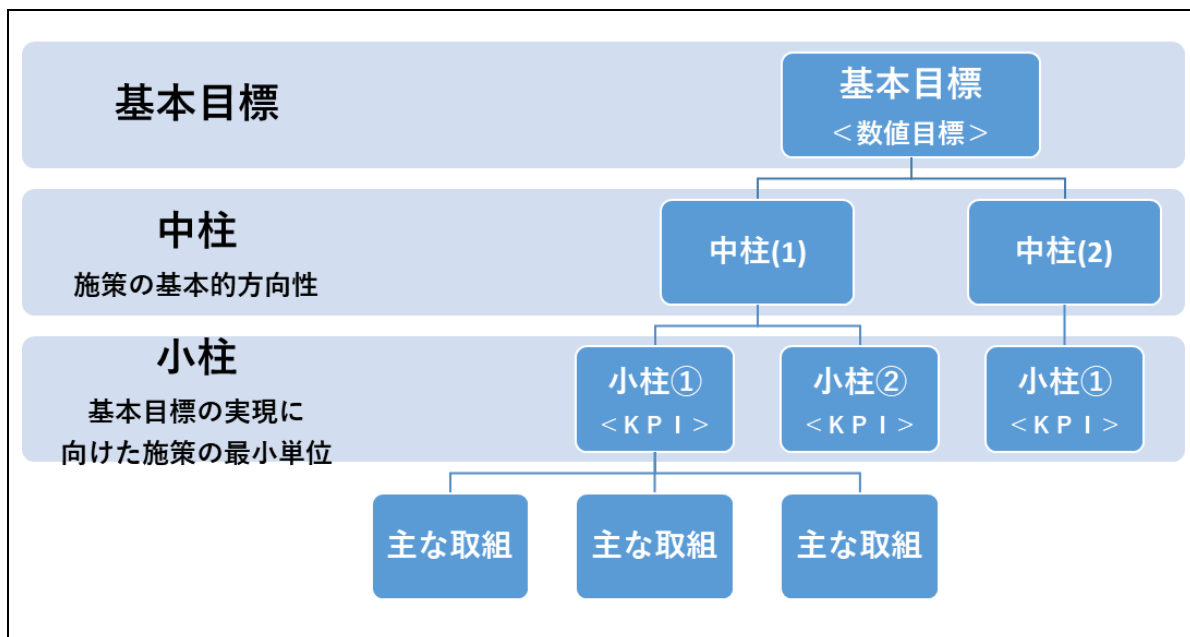 基本目標
基本目標
＜数値目標＞
中柱
施策の基本的方向性
中柱(1)
中柱(2)
小柱
基本目標の実現に
向けた施策の最小単位
小柱①
＜ＫＰＩ＞
小柱②
＜ＫＰＩ＞
小柱①
＜ＫＰＩ＞
主な取組
主な取組
主な取組